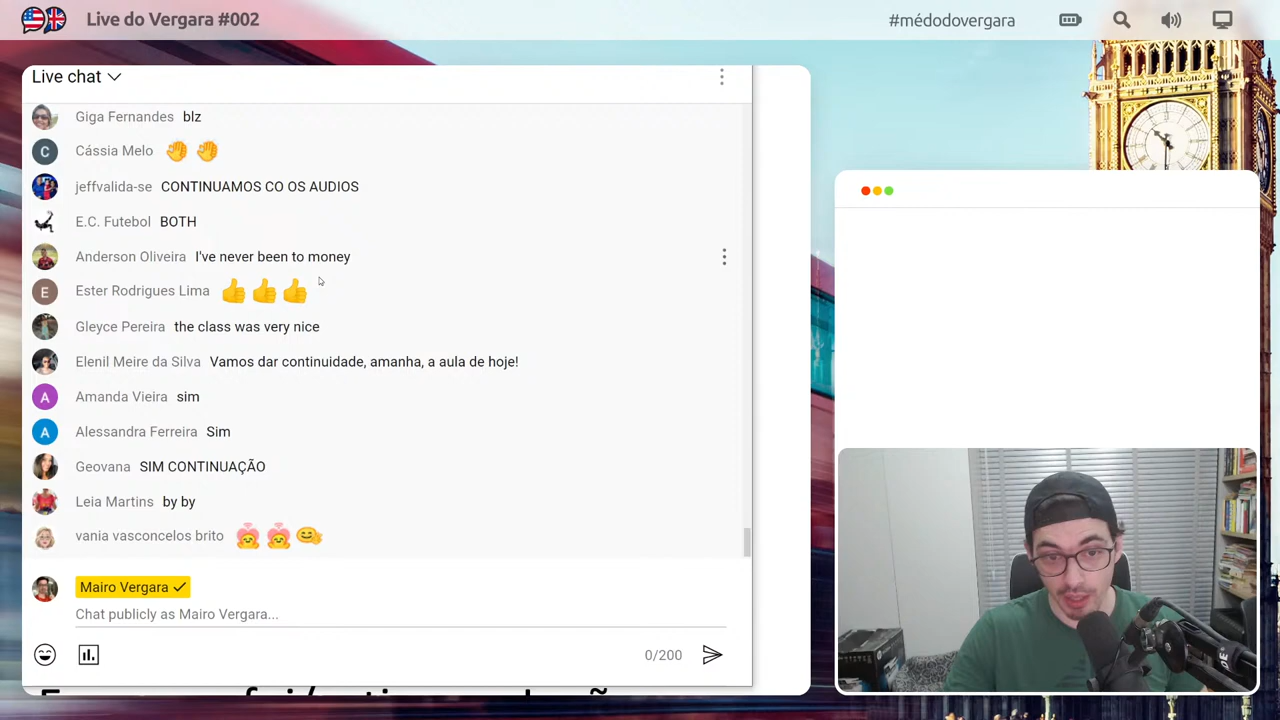 Live do Vergara #002
#médodovergara
Live chat
Giga Fernandes blz
Cássia Melo
jeffvalida-se CONTINUAMOS CO OS AUDIOS
E.C. Futebol BOTH
Anderson Oliveira I've never been to money
Ester Rodrigues Lima
Gleyce Pereira the class was very nice
Elenil Meire da Silva Vamos dar continuidade, amanha, a aula de hoje!
Amanda Vieira sim
Alessandra Ferreira Sim
Geovana SIM CONTINUAÇÃO
Leia Martins by by
vania vasconcelos brito
Mairo Vergara
Chat publicly as Mairo Vergara...
0/200